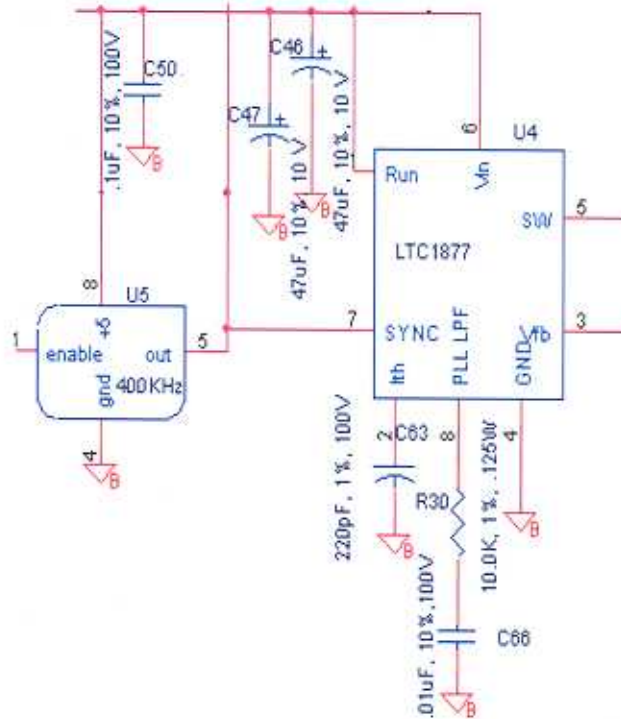 C50
.1uF, 10%, 100V
B
C47
+
47uF, 10% 10 V
B
C46
+
47uF, 10%, 10 V
B
6
U4
Run
Vin
SW
5
LTC1877
7
SYNC
Vfb
3
Ith
PLL LPF
GND
8
U5
+5
1
enable
out
5
gnd
400KHz
4
B
2
C63
220pF, 1%, 100V
B
8
R30
10.0K, 1%, .125W
4
B
.01uF, 10%,100V
C66
B